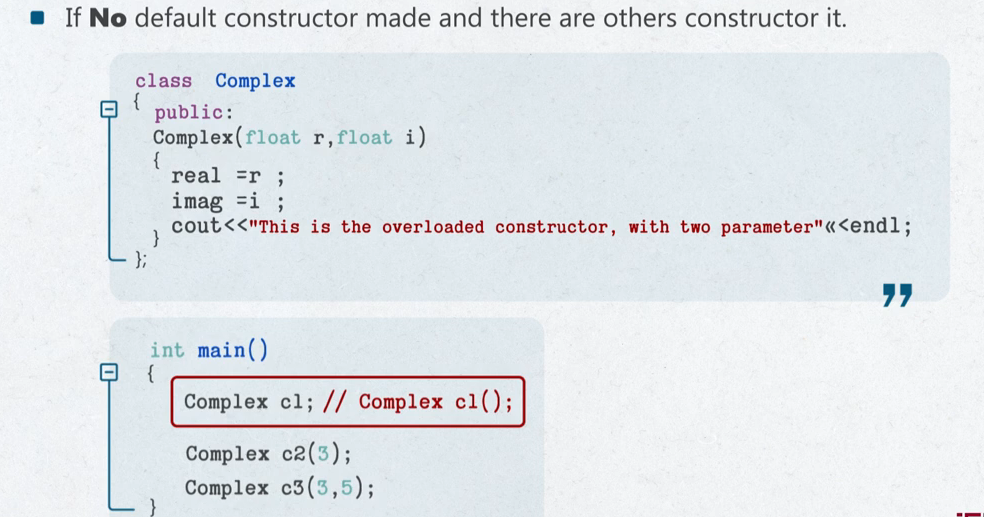 If No default constructor made and there are others constructor it.
class Complex
{
public:
Complex(float r,float i)
{
real =r ;
imag =i ;
cout<<"This is the overloaded constructor, with two parameter"«<endl;
}
};
”
int main()
{
Complex c1; // Complex c1();
Complex c2(3);
Complex c3(3,5);
}